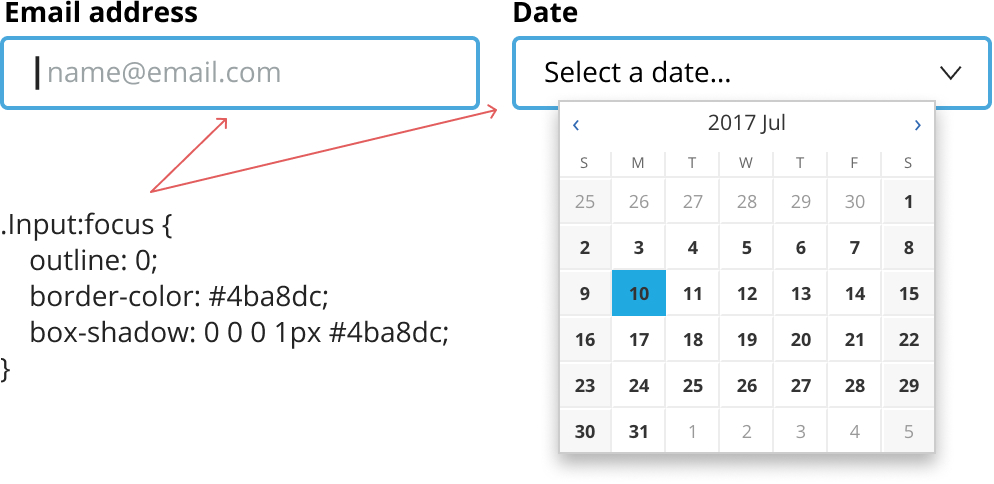 Email address
name@email.com
.Input:focus {
outline: 0;
border-color: #4ba8dc;
box-shadow: 0 0 0 1px #4ba8dc;
}
Date
Select a date...
‹ 2017 Jul ›
S M T W T F S
25 26 27 28 29 30 1
2 3 4 5 6 7 8
9 10 11 12 13 14 15
16 17 18 19 20 21 22
23 24 25 26 27 28 29
30 31 1 2 3 4 5